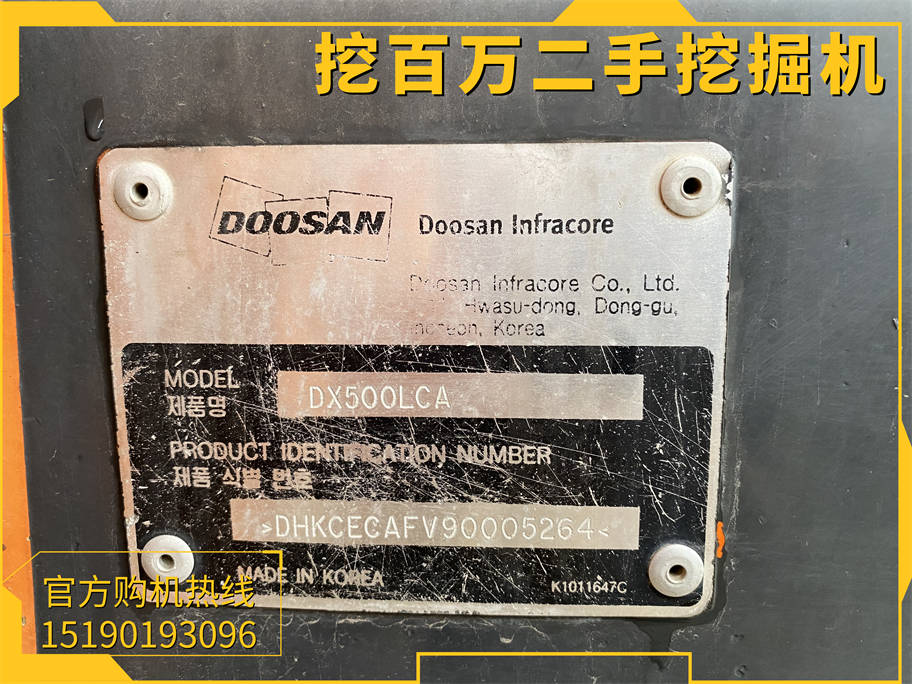 挖百万二手挖掘机
DOOSAN Doosan Infracore
Doosan Infracore Co., Ltd.
Hwasu-dong, Dong-gu,
Incheon, Korea
MODEL
제품명
DX500LCA
PRODUCT IDENTIFICATION NUMBER
제품 식별 번호
>DHKCECAFV90005264<
MADE IN KOREA
K1011647C
官方购机热线
15190193096